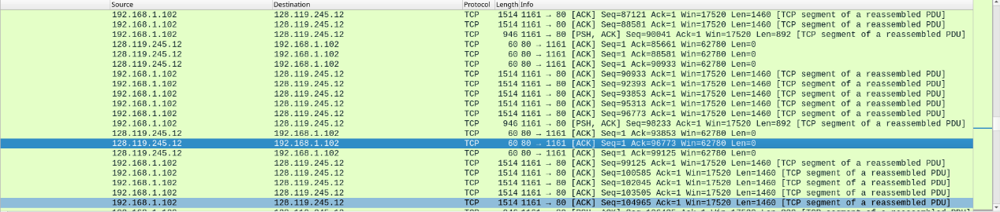 Source Destination Protocol Length Info
192.168.1.102 128.119.245.12 TCP 1514 1161 → 80 [ACK] Seq=87121 Ack=1 Win=17520 Len=1460 [TCP segment of a reassembled PDU]
192.168.1.102 128.119.245.12 TCP 1514 1161 → 80 [ACK] Seq=88581 Ack=1 Win=17520 Len=1460 [TCP segment of a reassembled PDU]
192.168.1.102 128.119.245.12 TCP 946 1161 → 80 [PSH, ACK] Seq=90041 Ack=1 Win=17520 Len=892 [TCP segment of a reassembled PDU]
128.119.245.12 192.168.1.102 TCP 60 80 → 1161 [ACK] Seq=1 Ack=85661 Win=62780 Len=0
128.119.245.12 192.168.1.102 TCP 60 80 → 1161 [ACK] Seq=1 Ack=88581 Win=62780 Len=0
128.119.245.12 192.168.1.102 TCP 60 80 → 1161 [ACK] Seq=1 Ack=90933 Win=62780 Len=0
192.168.1.102 128.119.245.12 TCP 1514 1161 → 80 [ACK] Seq=90933 Ack=1 Win=17520 Len=1460 [TCP segment of a reassembled PDU]
192.168.1.102 128.119.245.12 TCP 1514 1161 → 80 [ACK] Seq=92393 Ack=1 Win=17520 Len=1460 [TCP segment of a reassembled PDU]
192.168.1.102 128.119.245.12 TCP 1514 1161 → 80 [ACK] Seq=93853 Ack=1 Win=17520 Len=1460 [TCP segment of a reassembled PDU]
192.168.1.102 128.119.245.12 TCP 1514 1161 → 80 [ACK] Seq=95313 Ack=1 Win=17520 Len=1460 [TCP segment of a reassembled PDU]
192.168.1.102 128.119.245.12 TCP 1514 1161 → 80 [ACK] Seq=96773 Ack=1 Win=17520 Len=1460 [TCP segment of a reassembled PDU]
192.168.1.102 128.119.245.12 TCP 946 1161 → 80 [PSH, ACK] Seq=98233 Ack=1 Win=17520 Len=892 [TCP segment of a reassembled PDU]
128.119.245.12 192.168.1.102 TCP 60 80 → 1161 [ACK] Seq=1 Ack=93853 Win=62780 Len=0
128.119.245.12 192.168.1.102 TCP 60 80 → 1161 [ACK] Seq=1 Ack=96773 Win=62780 Len=0
128.119.245.12 192.168.1.102 TCP 60 80 → 1161 [ACK] Seq=1 Ack=99125 Win=62780 Len=0
192.168.1.102 128.119.245.12 TCP 1514 1161 → 80 [ACK] Seq=99125 Ack=1 Win=17520 Len=1460 [TCP segment of a reassembled PDU]
192.168.1.102 128.119.245.12 TCP 1514 1161 → 80 [ACK] Seq=100585 Ack=1 Win=17520 Len=1460 [TCP segment of a reassembled PDU]
192.168.1.102 128.119.245.12 TCP 1514 1161 → 80 [ACK] Seq=102045 Ack=1 Win=17520 Len=1460 [TCP segment of a reassembled PDU]
192.168.1.102 128.119.245.12 TCP 1514 1161 → 80 [ACK] Seq=103505 Ack=1 Win=17520 Len=1460 [TCP segment of a reassembled PDU]
192.168.1.102 128.119.245.12 TCP 1514 1161 → 80 [ACK] Seq=104965 Ack=1 Win=17520 Len=1460 [TCP segment of a reassembled PDU]